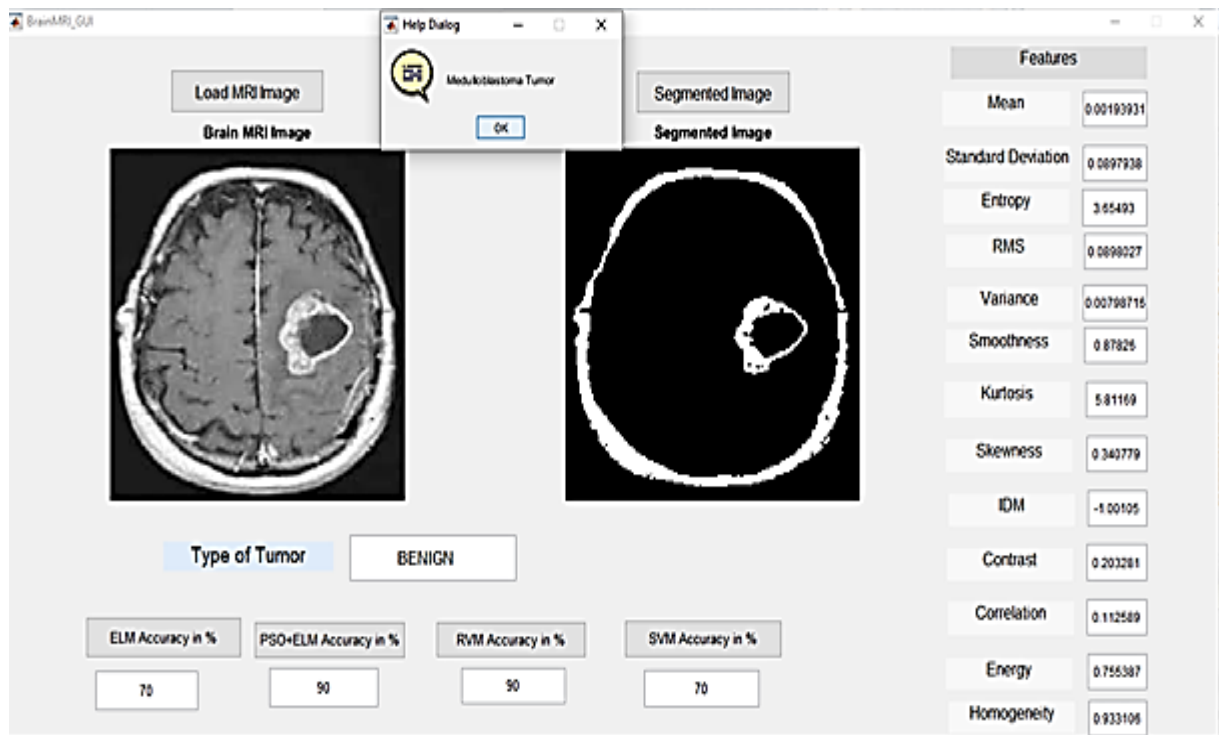 BrainMRI_GUI
Help Dialog
Medulloblastoma Tumor
OK
Load MRI Image
Brain MRI Image
Segmented Image
Segmented Image
Type of Tumor
BENIGN
ELM Accuracy in %
PSO+ELM Accuracy in %
RVM Accuracy in %
SVM Accuracy in %
70
90
90
70
Features
Mean
0.00193931
Standard Deviation
0.0897938
Entropy
3.65493
RMS
0.0898027
Variance
0.00798715
Smoothness
0.87825
Kurtosis
5.81169
Skewness
0.340779
IDM
-1.00105
Contrast
0.203281
Correlation
0.112589
Energy
0.755387
Homogeneity
0.933106